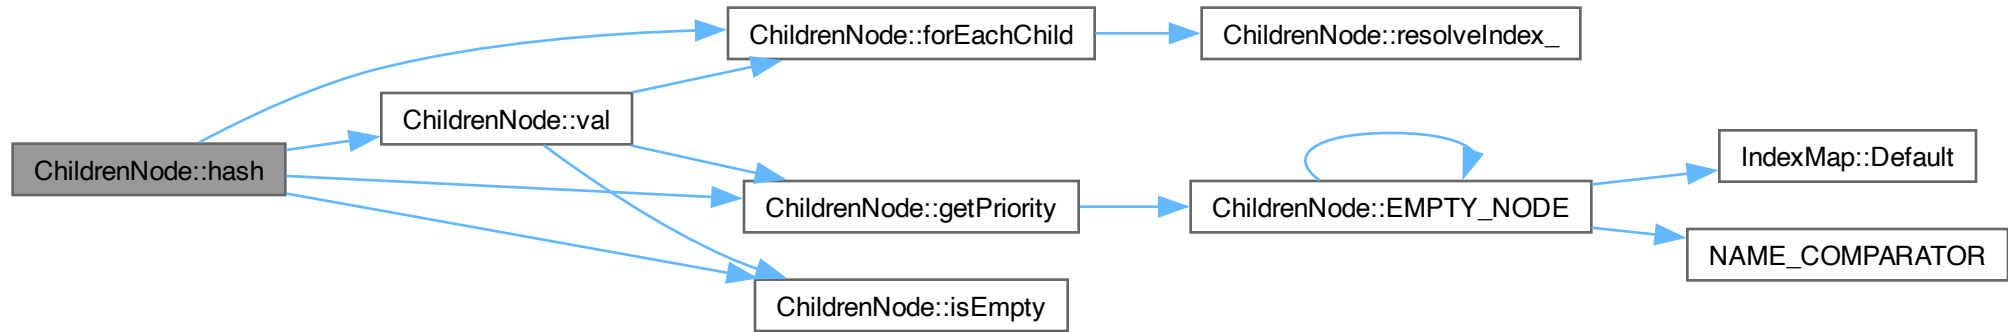 ChildrenNode::hash
ChildrenNode::val
ChildrenNode::forEachChild
ChildrenNode::resolveIndex_
ChildrenNode::getPriority
ChildrenNode::EMPTY_NODE
IndexMap::Default
NAME_COMPARATOR
ChildrenNode::isEmpty